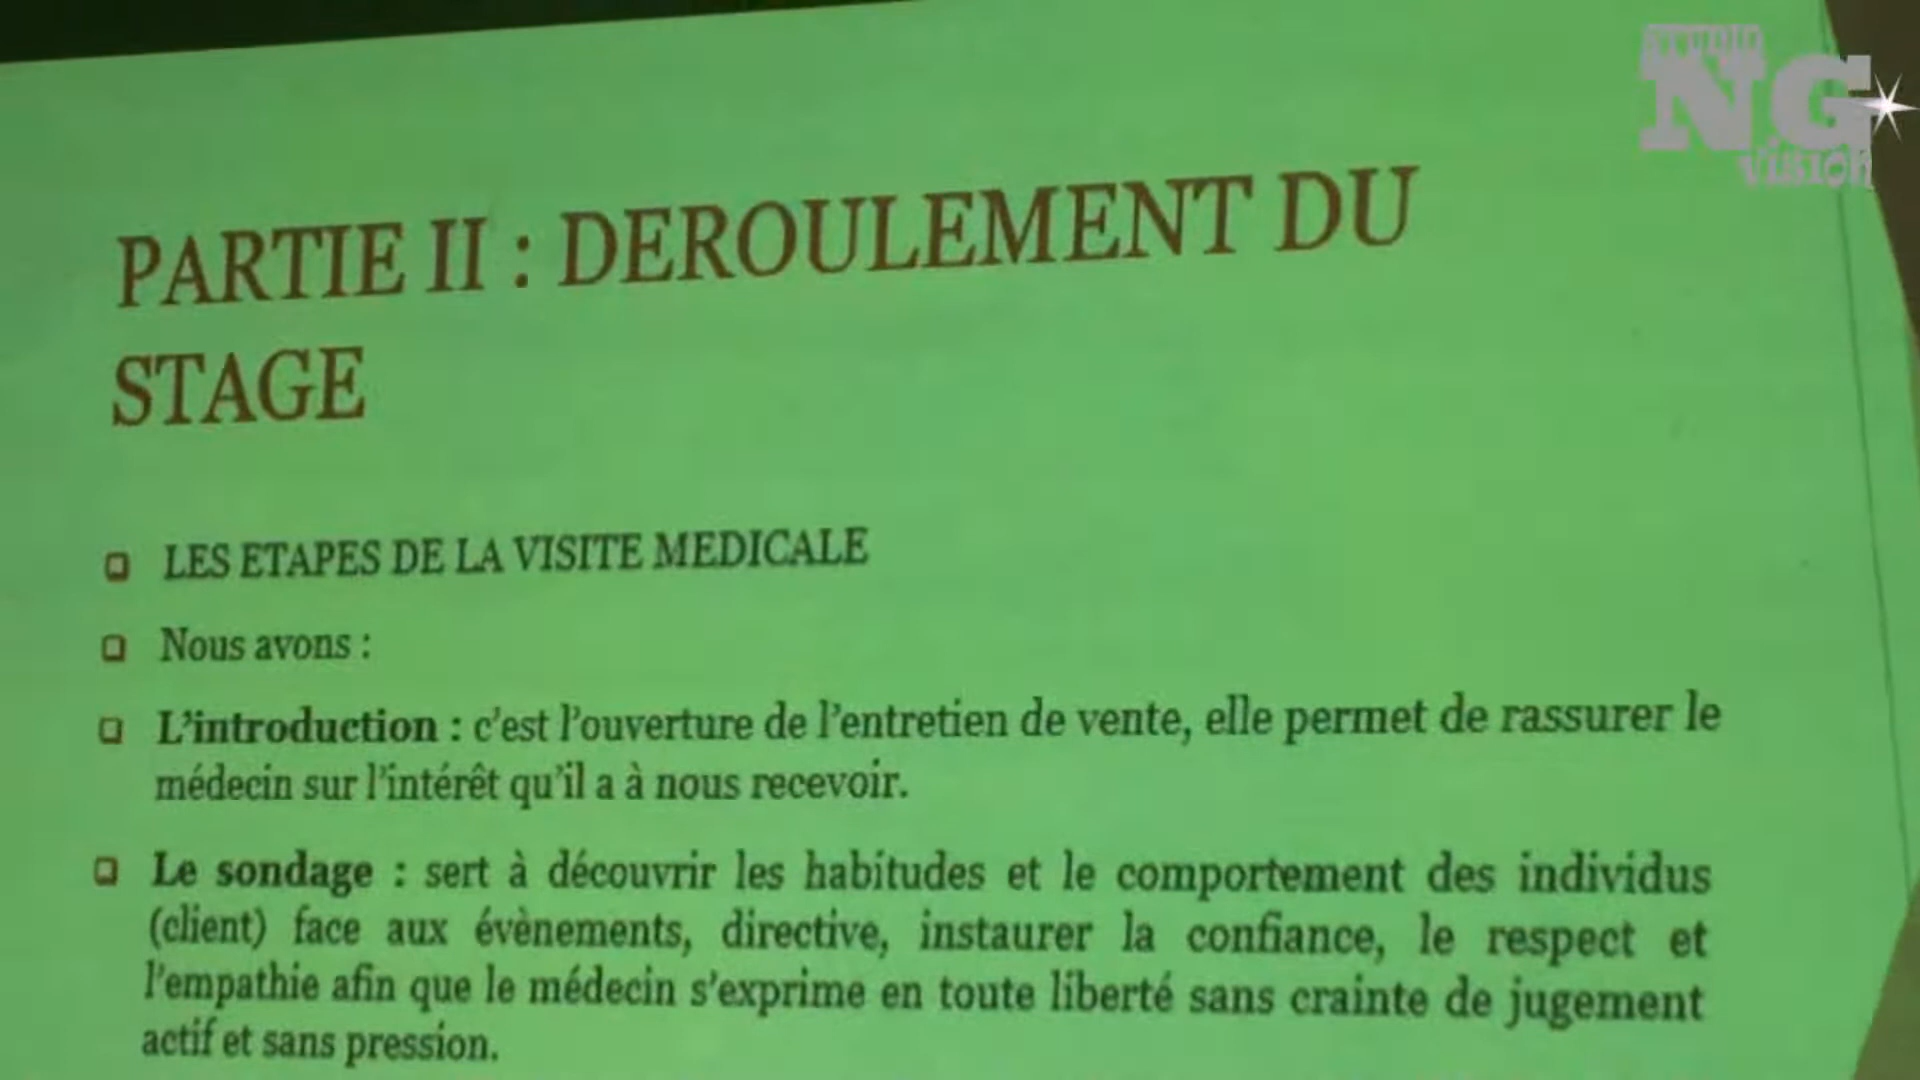 STUDIO
NG
Vision
PARTIE II : DEROULEMENT DU
STAGE
LES ETAPES DE LA VISITE MEDICALE
Nous avons :
L'introduction : c'est l'ouverture de l'entretien de vente, elle permet de rassurer le
médecin sur l'intérêt qu'il a à nous recevoir.
Le sondage : sert à découvrir les habitudes et le comportement des individus
(client) face aux évènements, directive, instaurer la confiance, le respect et
l'empathie afin que le médecin s'exprime en toute liberté sans crainte de jugement
actif et sans pression.